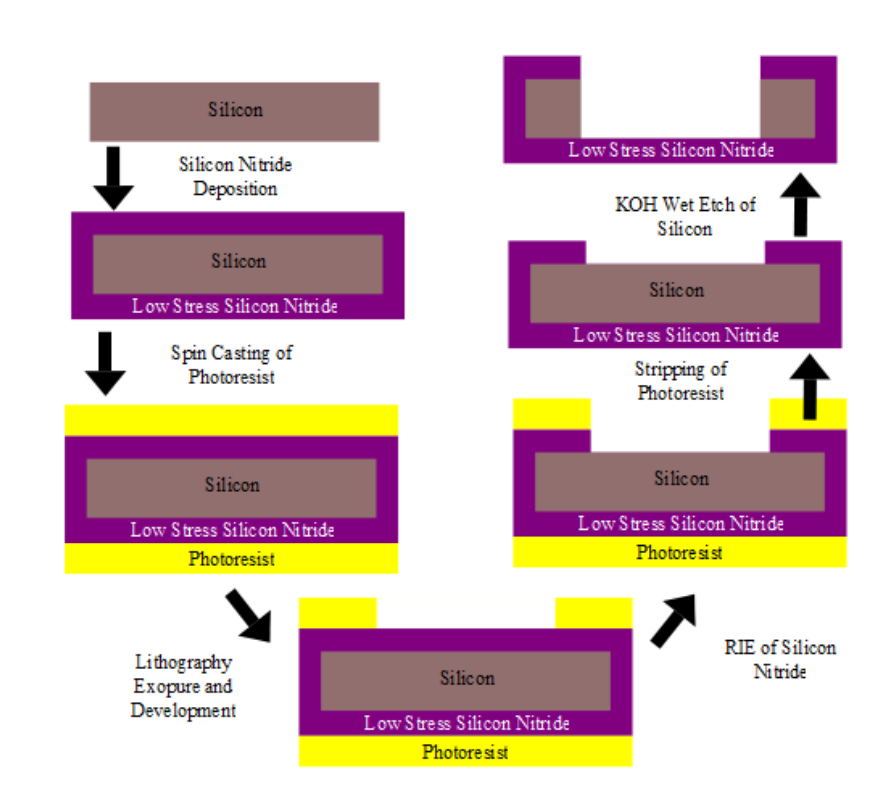 Silicon
Silicon Nitride
Deposition
Silicon
Low Stress Silicon Nitride
Spin Casting of
Photoresist
Silicon
Low Stress Silicon Nitride
Photoresist
Lithography
Exopure and
Development
Silicon
Low Stress Silicon Nitride
Photoresist
RIE of Silicon
Nitride
Silicon
Low Stress Silicon Nitride
Photoresist
Stripping of
Photoresist
Silicon
Low Stress Silicon Nitride
KOH Wet Etch of
Silicon
Low Stress Silicon Nitride